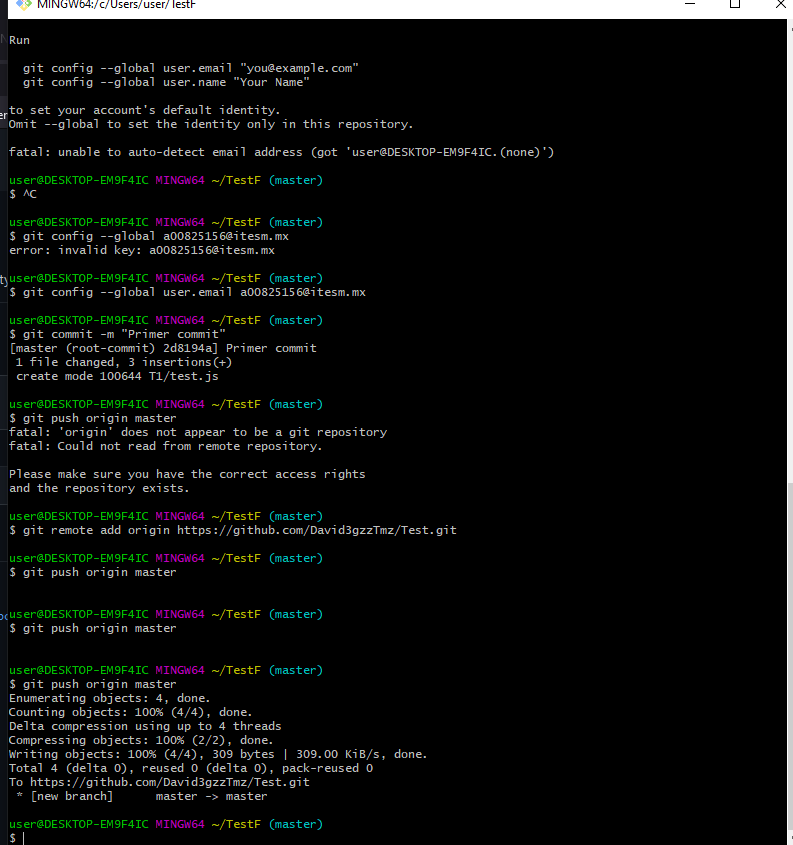 MINGW64:/c/Users/user/TestF
Run
git config --global user.email "you@example.com"
git config --global user.name "Your Name"
to set your account's default identity.
Omit --global to set the identity only in this repository.
fatal: unable to auto-detect email address (got 'user@DESKTOP-EM9F4IC.(none)')
user@DESKTOP-EM9F4IC MINGW64 ~/TestF (master)
$ ^C
user@DESKTOP-EM9F4IC MINGW64 ~/TestF (master)
$ git config --global a00825156@itesm.mx
error: invalid key: a00825156@itesm.mx
user@DESKTOP-EM9F4IC MINGW64 ~/TestF (master)
$ git config --global user.email a00825156@itesm.mx
user@DESKTOP-EM9F4IC MINGW64 ~/TestF (master)
$ git commit -m "Primer commit"
[master (root-commit) 2d8194a] Primer commit
1 file changed, 3 insertions(+)
create mode 100644 T1/test.js
user@DESKTOP-EM9F4IC MINGW64 ~/TestF (master)
$ git push origin master
fatal: 'origin' does not appear to be a git repository
fatal: Could not read from remote repository.
Please make sure you have the correct access rights
and the repository exists.
user@DESKTOP-EM9F4IC MINGW64 ~/TestF (master)
$ git remote add origin https://github.com/David3gzzTmz/Test.git
user@DESKTOP-EM9F4IC MINGW64 ~/TestF (master)
$ git push origin master
user@DESKTOP-EM9F4IC MINGW64 ~/TestF (master)
$ git push origin master
user@DESKTOP-EM9F4IC MINGW64 ~/TestF (master)
$ git push origin master
Enumerating objects: 4, done.
Counting objects: 100% (4/4), done.
Delta compression using up to 4 threads
Compressing objects: 100% (2/2), done.
Writing objects: 100% (4/4), 309 bytes | 309.00 KiB/s, done.
Total 4 (delta 0), reused 0 (delta 0), pack-reused 0
To https://github.com/David3gzzTmz/Test.git
* [new branch]      master -> master
user@DESKTOP-EM9F4IC MINGW64 ~/TestF (master)
$